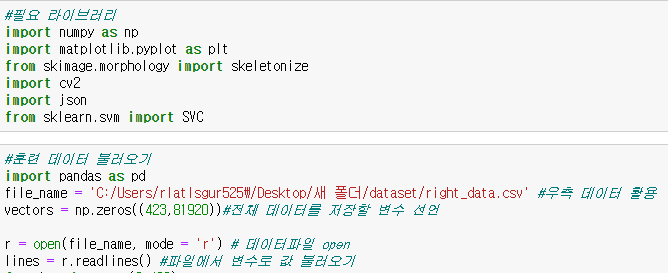 #필요 라이브러리
import numpy as np
import matplotlib.pyplot as plt
from skimage.morphology import skeletonize
import cv2
import json
from sklearn.svm import SVC
#훈련 데이터 불러오기
import pandas as pd
file_name = 'C:/Users/rlatlsgur525₩/Desktop/새 폴더/dataset/right_data.csv' #우측 데이터 활용
vectors = np.zeros((423,81920))#전체 데이터를 저장할 변수 선언
r = open(file_name, mode = 'r') # 데이터파일 open
lines = r.readlines() #파일에서 변수로 값 불러오기